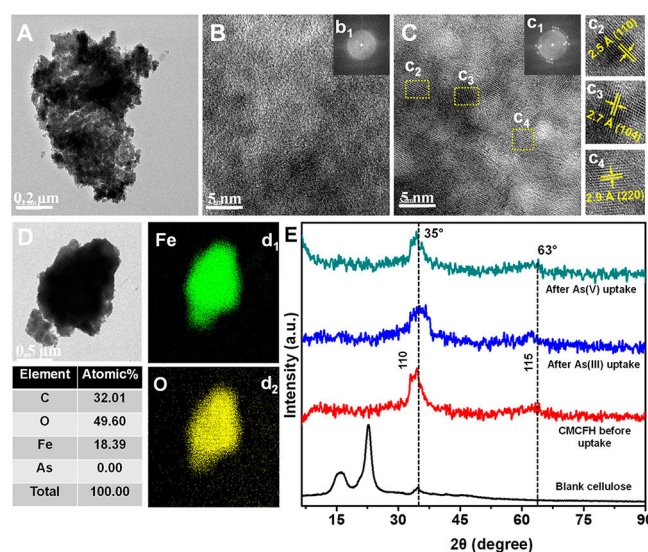 A
0.2 µm
B
b1
5 nm
C
c1
c2
c3
c4
5 nm
c2
2.5 Å (110)
c3
2.7 Å (104)
c4
2.9 Å (220)
D
0.5 µm
Fe
d1
O
d2
Element Atomic%
C 32.01
O 49.60
Fe 18.39
As 0.00
Total 100.00
E
Intensity (a.u.)
35°
63°
After As(V) uptake
110
115
After As(III) uptake
CMCFH before
uptake
Blank cellulose
15 30 45 60 75 90
2θ (degree)